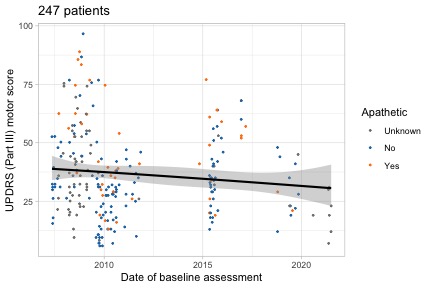 247 patients
UPDRS (Part III) motor score
100
75
50
25
2010
2015
2020
Date of baseline assessment
Apathetic
Unknown
No
Yes